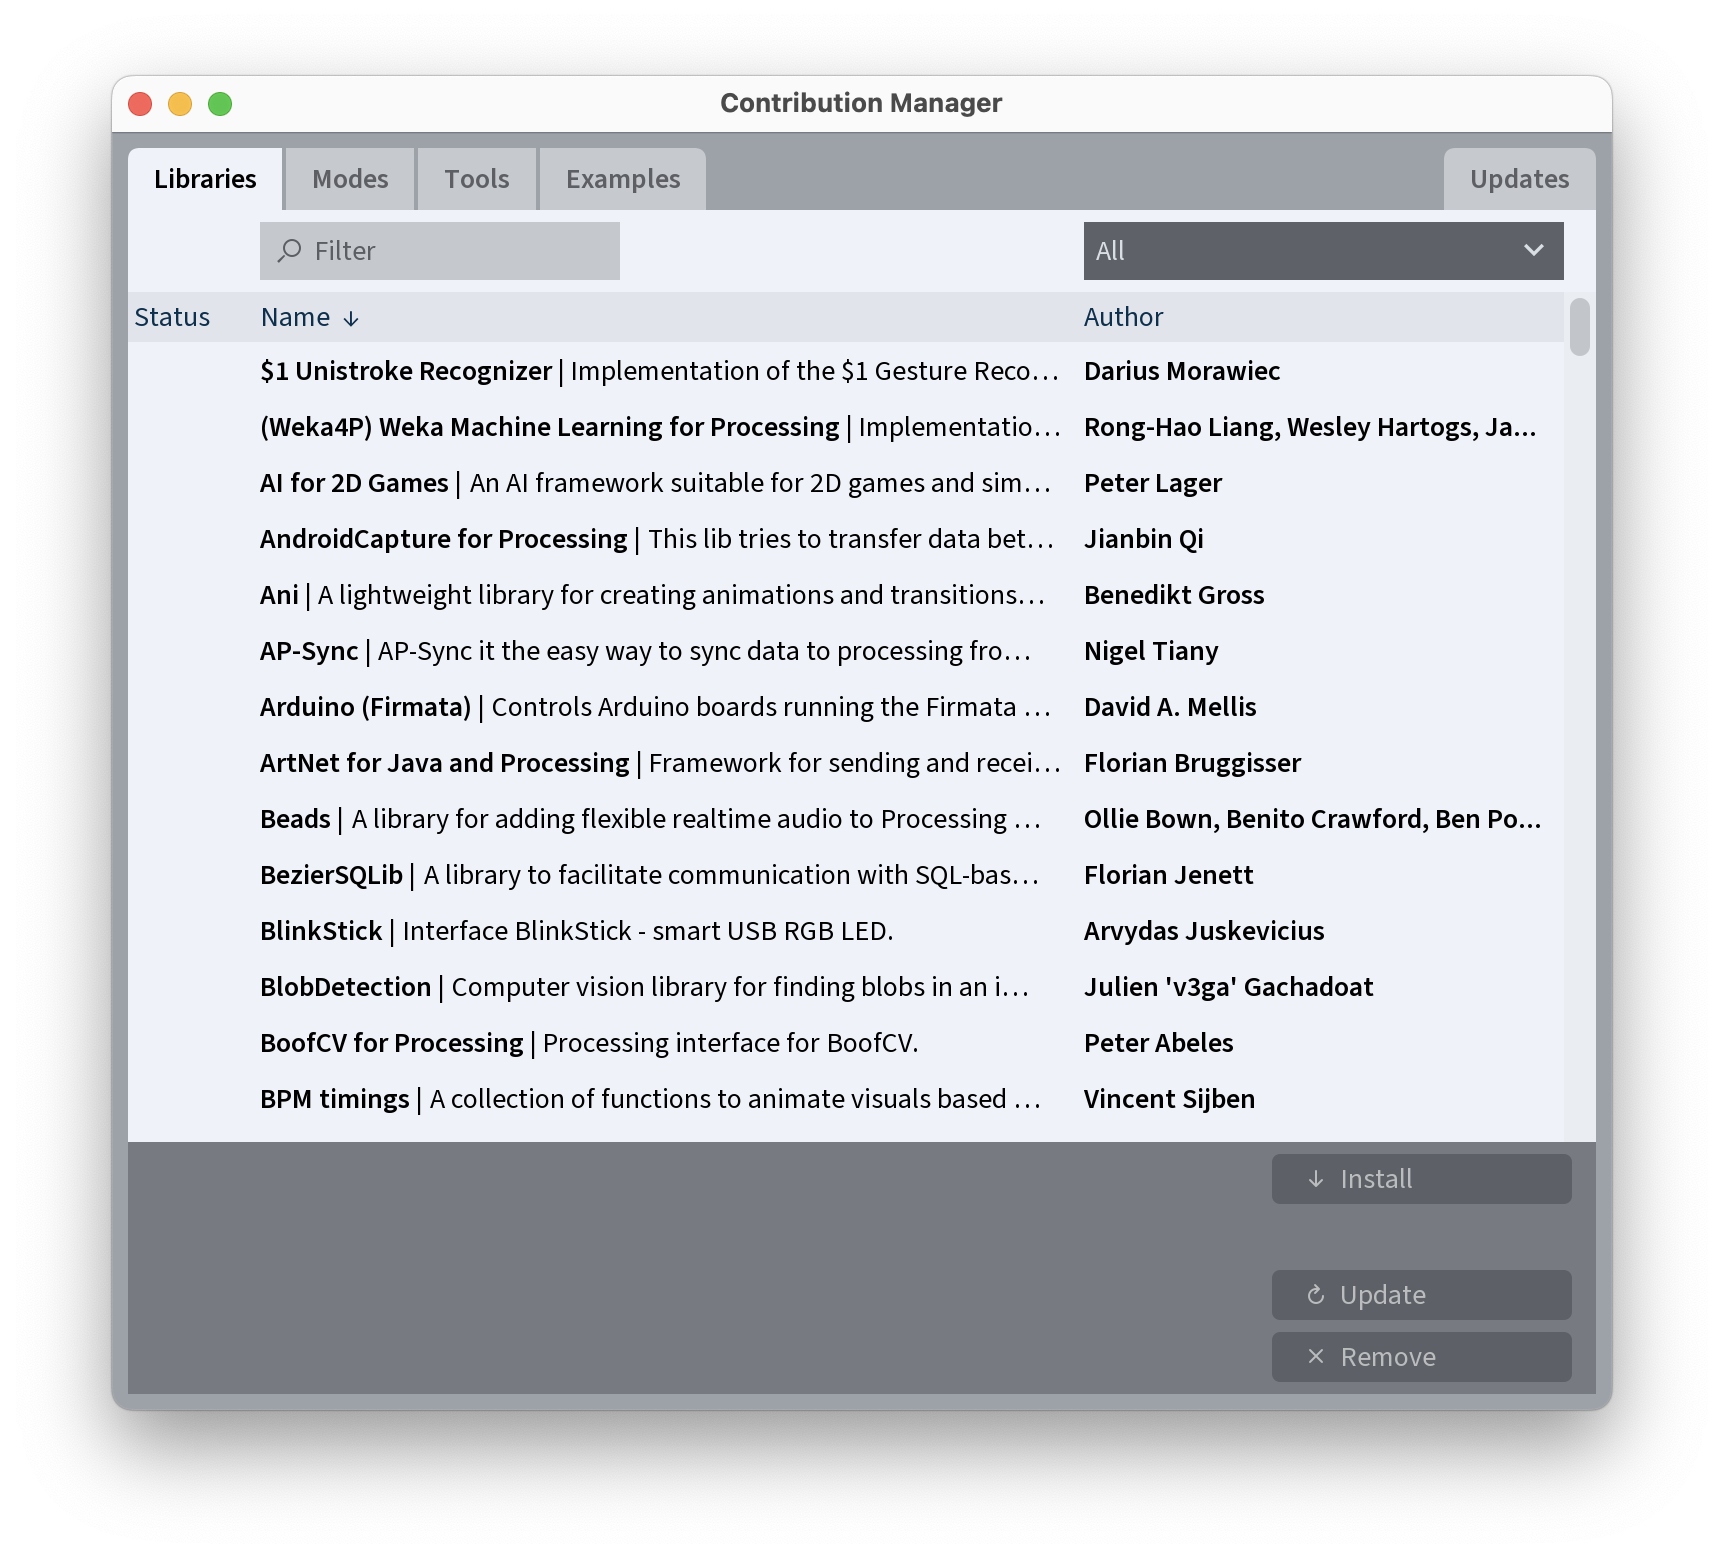 Contribution Manager
Libraries Modes Tools Examples Updates
Filter All
Status Name ↓ Author
$1 Unistroke Recognizer | Implementation of the $1 Gesture Reco... Darius Morawiec
(Weka4P) Weka Machine Learning for Processing | Implementatio... Rong-Hao Liang, Wesley Hartogs, Ja...
AI for 2D Games | An AI framework suitable for 2D games and sim... Peter Lager
AndroidCapture for Processing | This lib tries to transfer data bet... Jianbin Qi
Ani | A lightweight library for creating animations and transitions... Benedikt Gross
AP-Sync | AP-Sync it the easy way to sync data to processing fro... Nigel Tiany
Arduino (Firmata) | Controls Arduino boards running the Firmata ... David A. Mellis
ArtNet for Java and Processing | Framework for sending and recei... Florian Bruggisser
Beads | A library for adding flexible realtime audio to Processing ... Ollie Bown, Benito Crawford, Ben Po...
BezierSQLib | A library to facilitate communication with SQL-bas... Florian Jenett
BlinkStick | Interface BlinkStick - smart USB RGB LED. Arvydas Juskevicius
BlobDetection | Computer vision library for finding blobs in an i... Julien 'v3ga' Gachadoat
BoofCV for Processing | Processing interface for BoofCV. Peter Abeles
BPM timings | A collection of functions to animate visuals based ... Vincent Sijben
↓ Install
Update
Remove